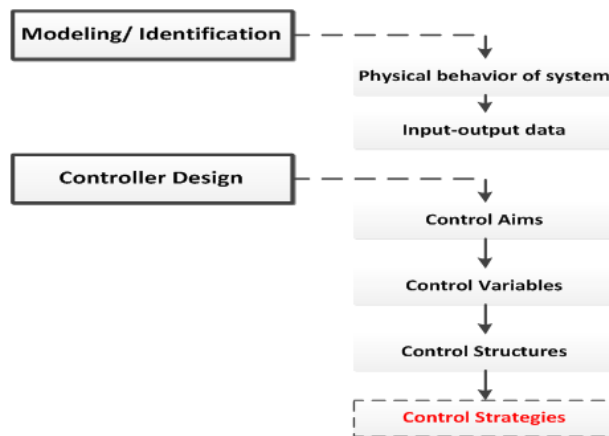 Modeling/ Identification
Physical behavior of system
Input-output data
Controller Design
Control Aims
Control Variables
Control Structures
Control Strategies